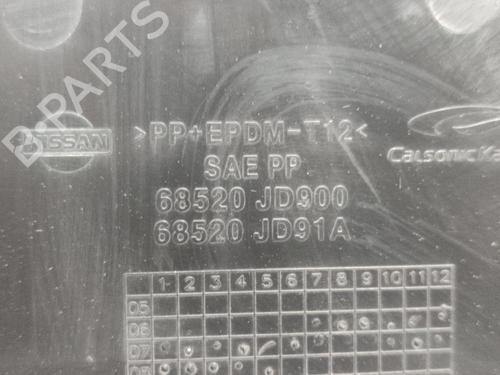 B-PARTS
NISSAN
>PP+EPDM-T12<
SAE PP
68520 JD900
68520 JD91A
CalsonicKa
1 2 3 4 5 6 7 8 9 10 11 12
05
06
07
08